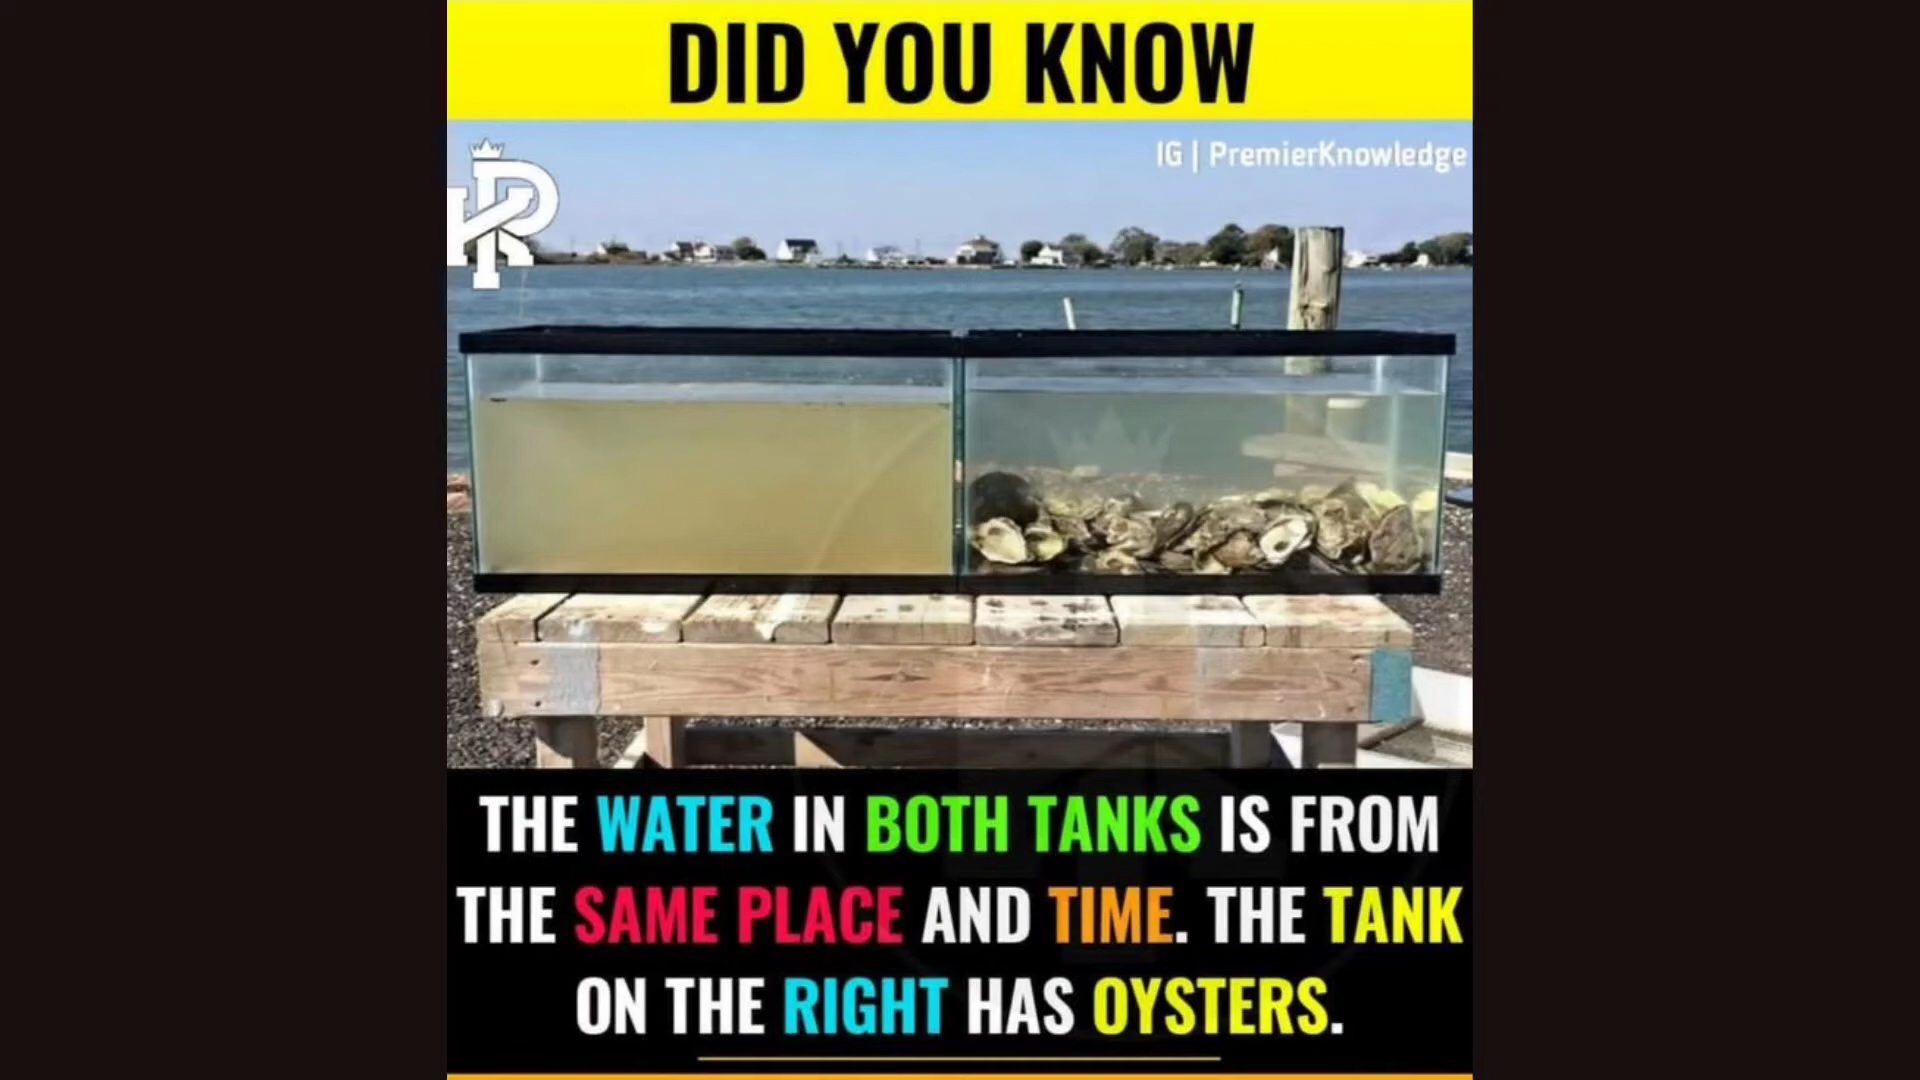 DID YOU KNOW
IG | PremierKnowledge
THE WATER IN BOTH TANKS IS FROM
THE SAME PLACE AND TIME. THE TANK
ON THE RIGHT HAS OYSTERS.